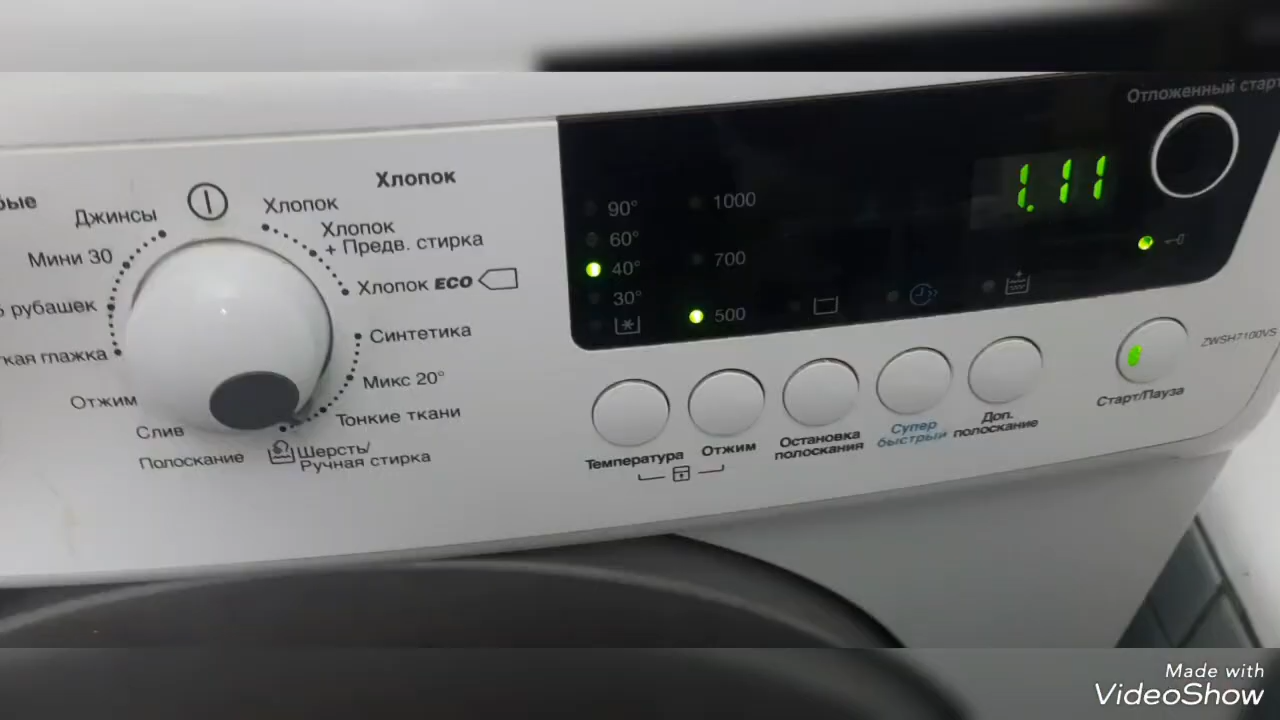 бые
Джинсы
Мини 30
5 рубашек
гкая глажка
Отжим
Слив
Полоскание
Хлопок
Хлопок
Хлопок
+ Предв. стирка
Хлопок ECO
Синтетика
Микс 20°
Тонкие ткани
Шерсть/
Ручная стирка
90°
60°
40°
30°
1000
700
500
1.11
Отложенный старт
Температура
Отжим
Остановка
полоскания
Супер
быстрый
Доп.
полоскание
Старт/Пауза
ZWSH7100VS
Made with
VideoShow